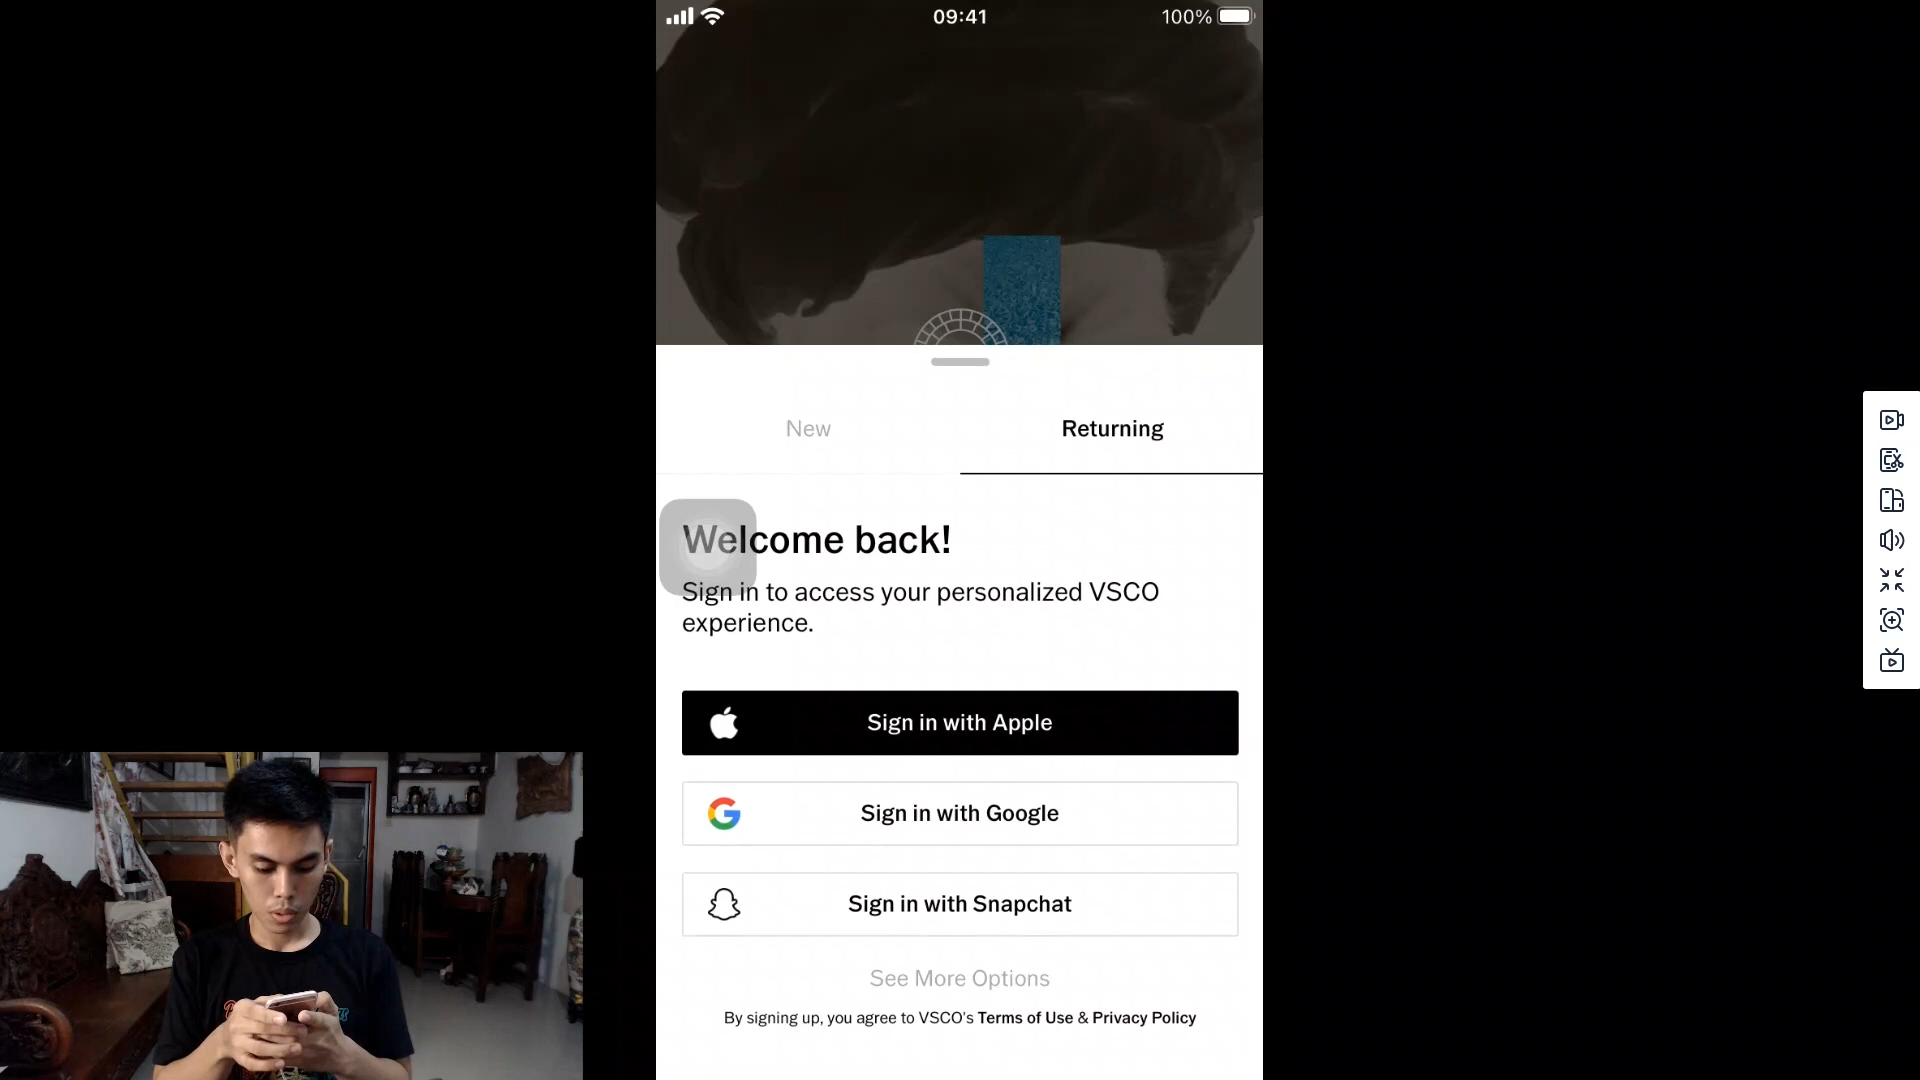 09:41
100%
New
Returning
Welcome back!
Sign in to access your personalized VSCO
experience.
Sign in with Apple
Sign in with Google
Sign in with Snapchat
See More Options
By signing up, you agree to VSCO's Terms of Use & Privacy Policy